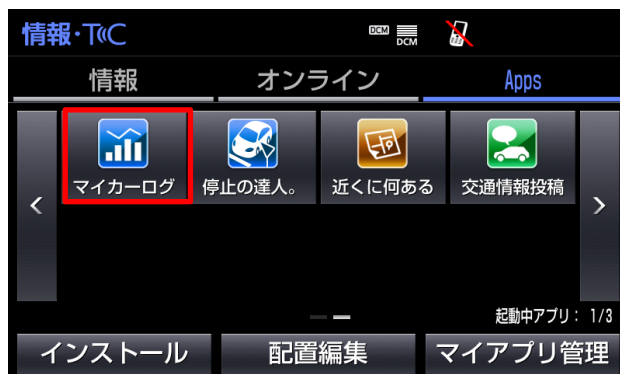 情報・T((C
DCM
DCM
情報
オンライン
Apps
マイカーログ
停止の達人。
近くに何ある
交通情報投稿
起動中アプリ： 1/3
インストール
配置編集
マイアプリ管理